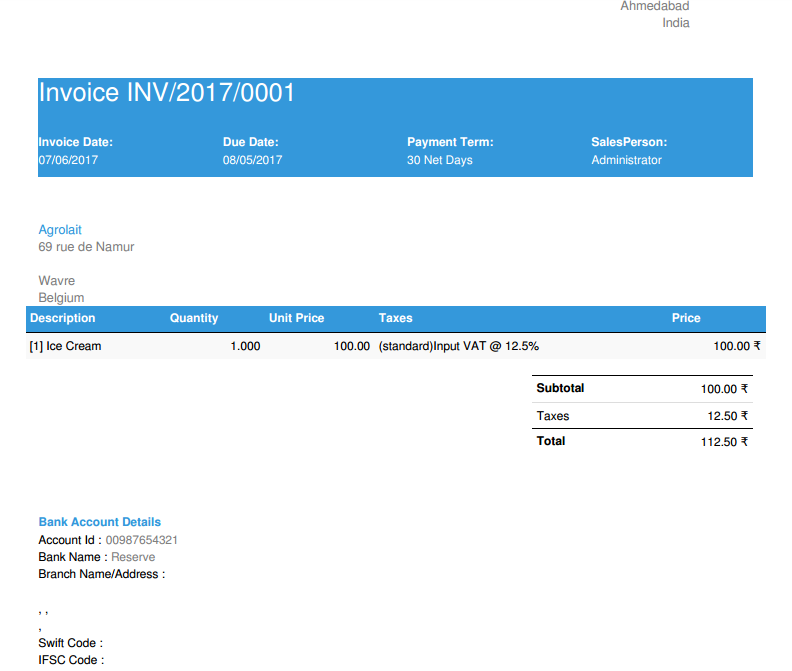 Ahmedabad
India
Invoice INV/2017/0001
Invoice Date: Due Date: Payment Term: SalesPerson:
07/06/2017 08/05/2017 30 Net Days Administrator
Agrolait
69 rue de Namur
Wavre
Belgium
Description Quantity Unit Price Taxes Price
[1] Ice Cream 1.000 100.00 (standard)Input VAT @ 12.5% 100.00 ₹
Subtotal 100.00 ₹
Taxes 12.50 ₹
Total 112.50 ₹
Bank Account Details
Account Id : 00987654321
Bank Name : Reserve
Branch Name/Address :
, ,
,
Swift Code :
IFSC Code :